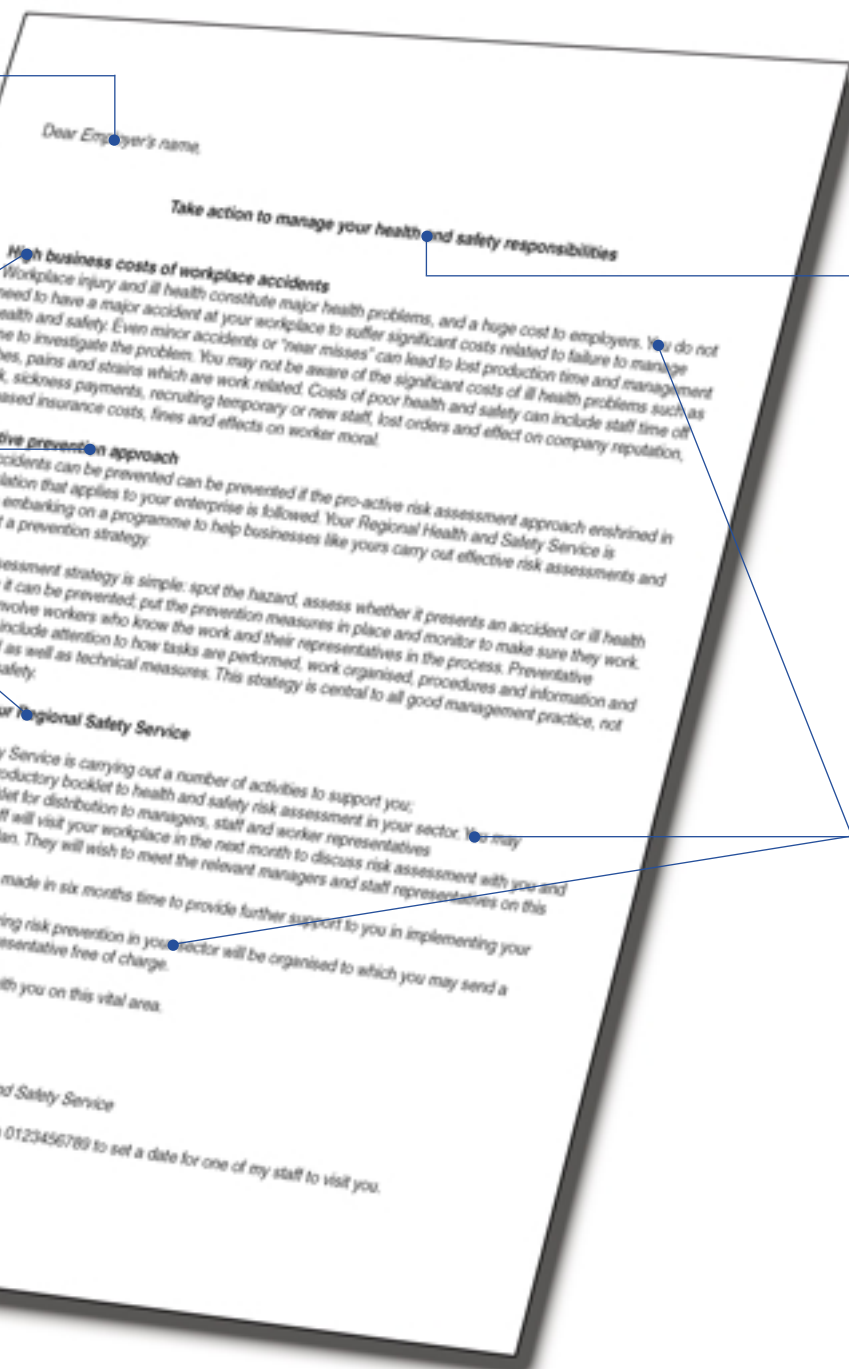 Dear Employer's name,
Take action to manage your health and safety responsibilities
High business costs of workplace accidents
Workplace injury and ill health constitute major health problems, and a huge cost to employers. You do not
need to have a major accident at your workplace to suffer significant costs related to failure to manage
ealth and safety. Even minor accidents or "near misses" can lead to lost production time and management
me to investigate the problem. You may not be aware of the significant costs of ill health problems such as
hes, pains and strains which are work related. Costs of poor health and safety can include staff time off
k, sickness payments, recruiting temporary or new staff, lost orders and effect on company reputation,
ased insurance costs, fines and effects on worker moral.
tive prevention approach
ccidents can be prevented can be prevented if the pro-active risk assessment approach enshrined in
lation that applies to your enterprise is followed. Your Regional Health and Safety Service is
embarking on a programme to help businesses like yours carry out effective risk assessments and
t a prevention strategy.
sessment strategy is simple: spot the hazard, assess whether it presents an accident or ill health
it can be prevented; put the prevention measures in place and monitor to make sure they work.
nvolve workers who know the work and their representatives in the process. Preventative
include attention to how tasks are performed, work organised, procedures and information and
as well as technical measures. This strategy is central to all good management practice, not
safety.
ur Regional Safety Service
y Service is carrying out a number of activities to support you;
oductory booklet to health and safety risk assessment in your sector. You may
let for distribution to managers, staff and worker representatives
ff will visit your workplace in the next month to discuss risk assessment with you and
lan. They will wish to meet the relevant managers and staff representatives on this
made in six months time to provide further support to you in implementing your
ring risk prevention in your sector will be organised to which you may send a
esentative free of charge.
ith you on this vital area.
nd Safety Service
0123456789 to set a date for one of my staff to visit you.